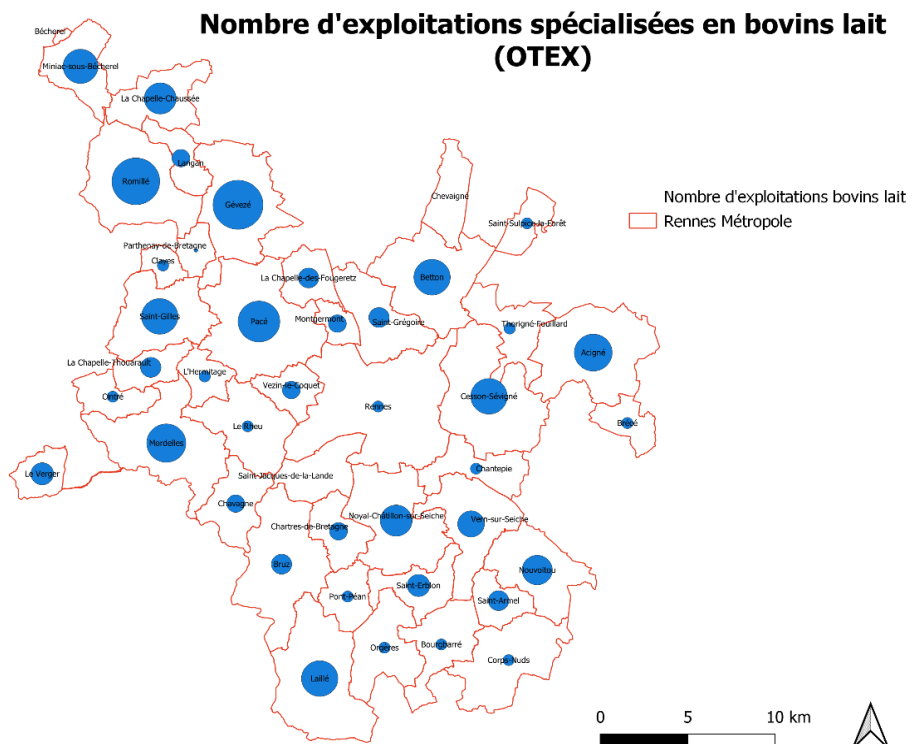 Nombre d'exploitations spécialisées en bovins lait
(OTEX)
Bécherel
Miniac-sous-Bécherel
La Chapelle-Chaussée
Langan
Romillé
Gévezé
Chevaigné
Nombre d'exploitations bovins lait
Rennes Métropole
Saint-Sulpice-la-Forêt
Parthenay-de-Bretagne
Clayes
La Chapelle-des-Fougeretz
Betton
Saint-Gilles
Pacé
Montgermont
Saint-Grégoire
Thorigné-Fouillard
Acigné
La Chapelle-Thouarault
L'Hermitage
Vezin-le-Coquet
Cesson-Sévigné
Cintré
Rennes
Le Rheu
Brécé
Mordelles
Le Verger
Saint-Jacques-de-la-Lande
Chantepie
Chavagne
Noyal-Châtillon-sur-Seiche
Vern-sur-Seiche
Chartres-de-Bretagne
Bruz
Nouvoitou
Saint-Erblon
Pont-Péan
Saint-Armel
Orgères
Bourgbarré
Corps-Nuds
Laillé
0 5 10 km